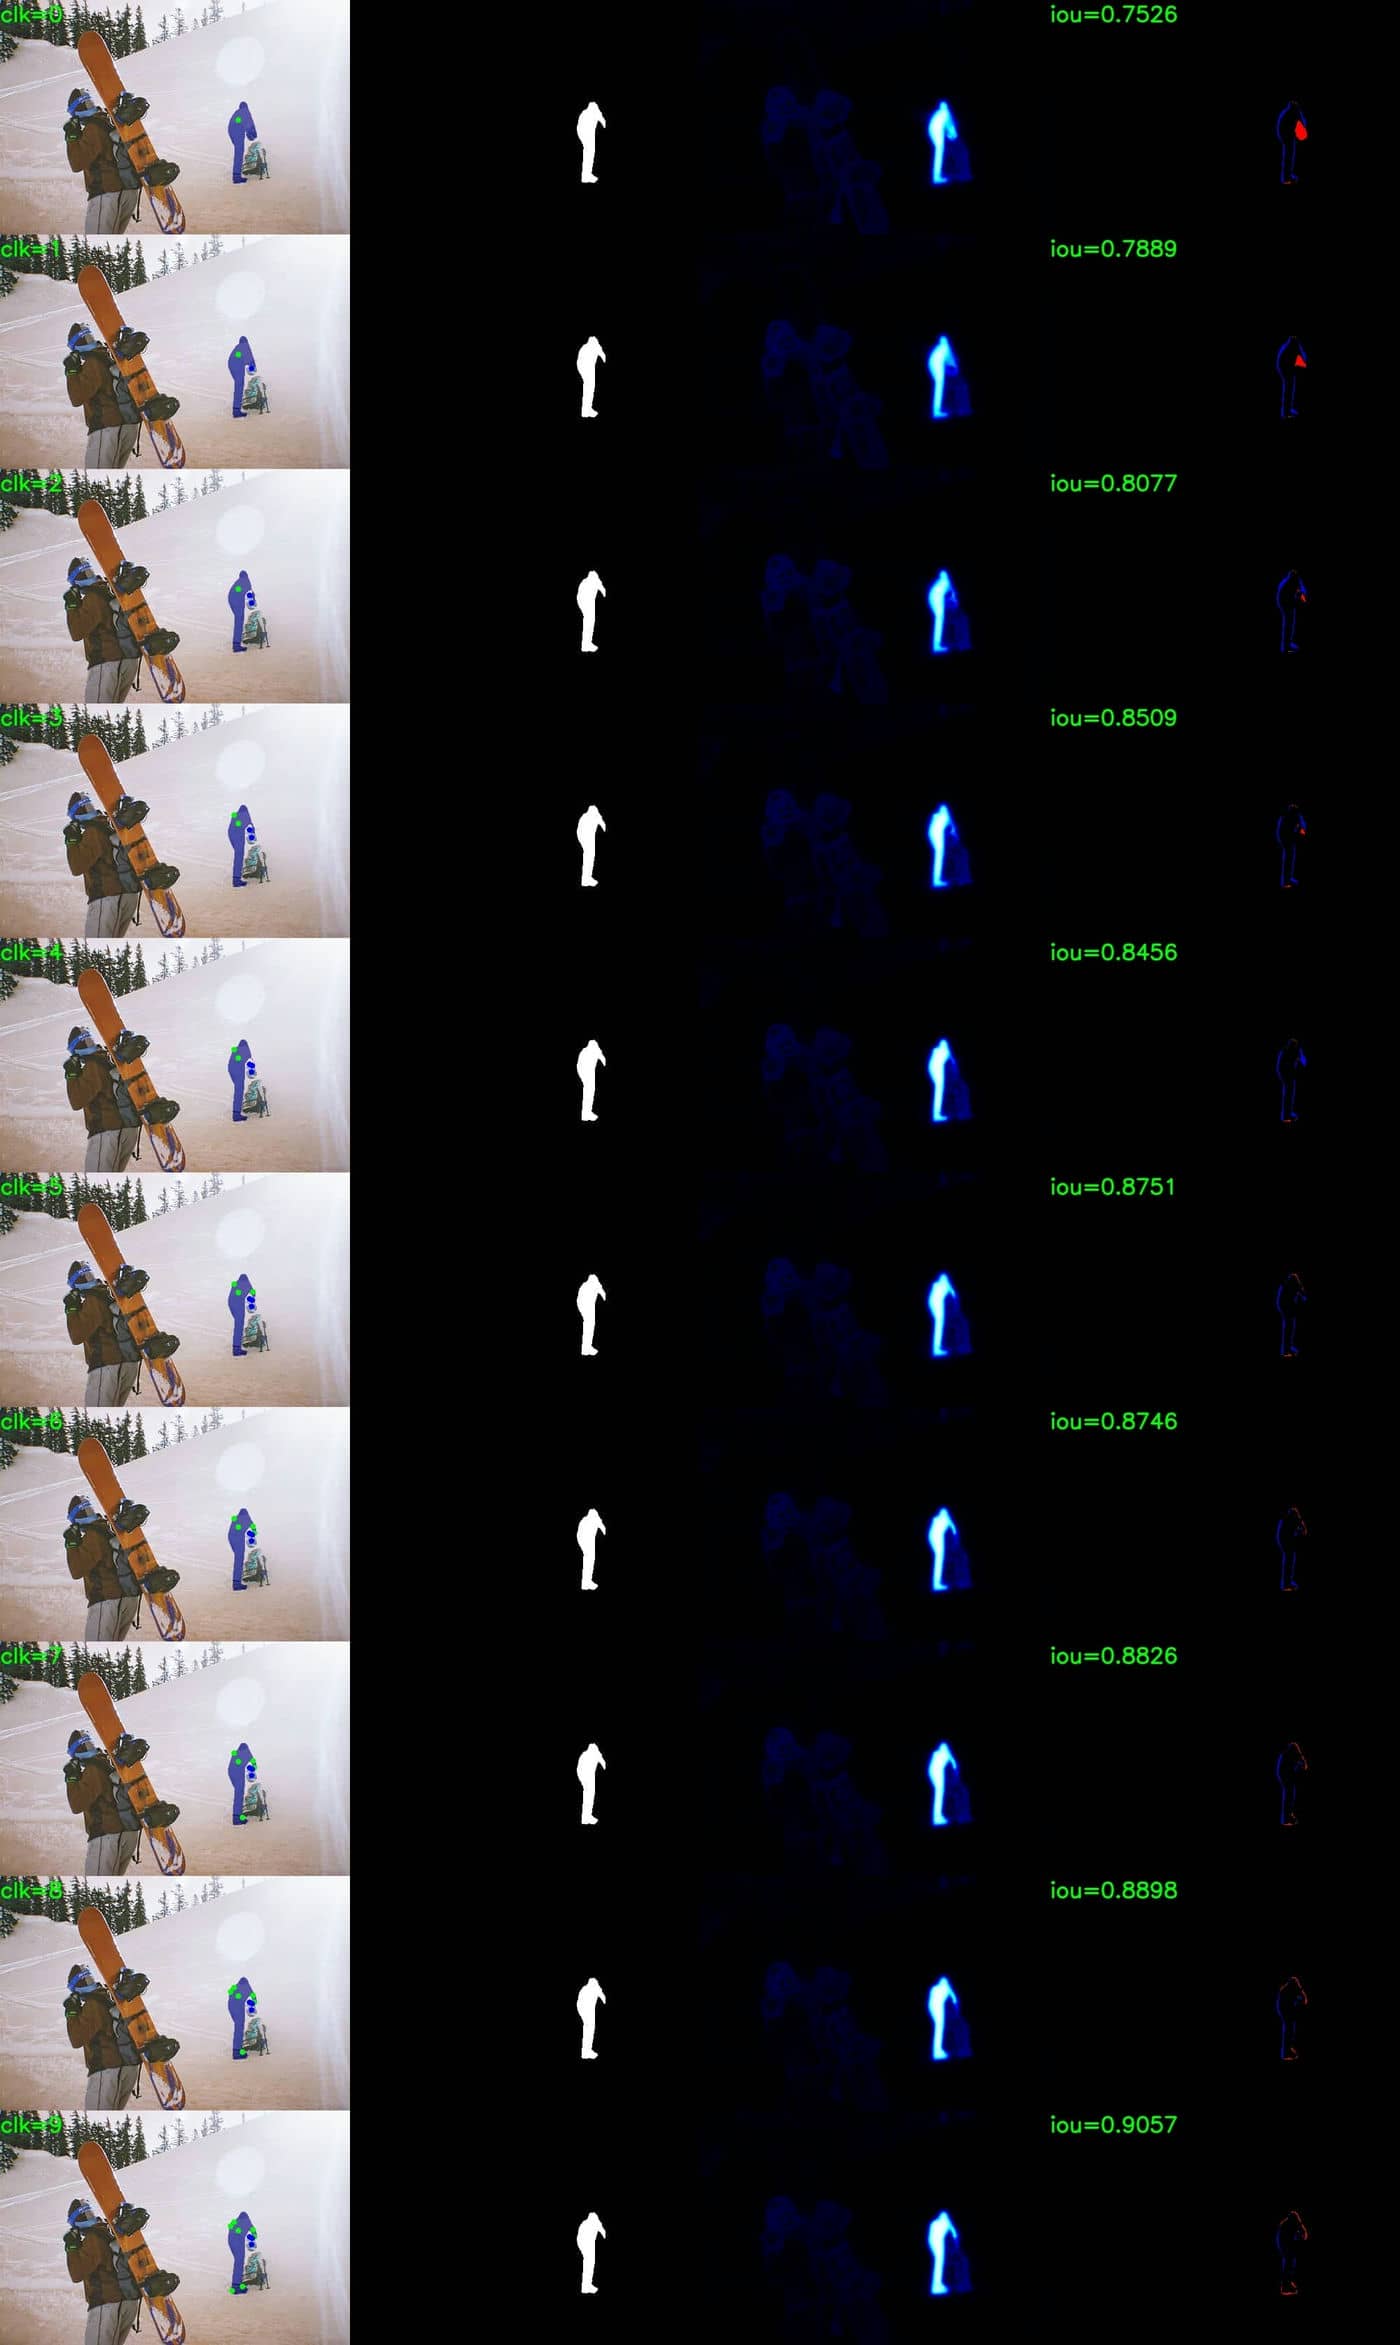 clk=0 iou=0.7526
clk=1 iou=0.7889
clk=2 iou=0.8077
clk=3 iou=0.8509
clk=4 iou=0.8456
clk=5 iou=0.8751
clk=6 iou=0.8746
clk=7 iou=0.8826
clk=8 iou=0.8898
clk=9 iou=0.9057